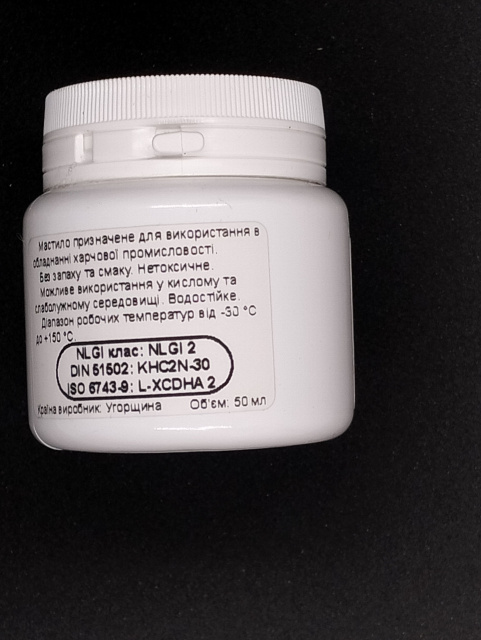 Мастило призначене для використання в
обладнанні харчової промисловості.
Без запаху та смаку. Нетоксичне.
Можливе використання у кислому та
слаболужному середовищі. Водостійке.
Діапазон робочих температур від -30 °C
до +150 °C.
NLGI клас: NLGI 2
DIN 51502: KHC2N-30
ISO 6743-9: L-XCDHA 2
Країна виробник: Угорщина Об'єм: 50 мл